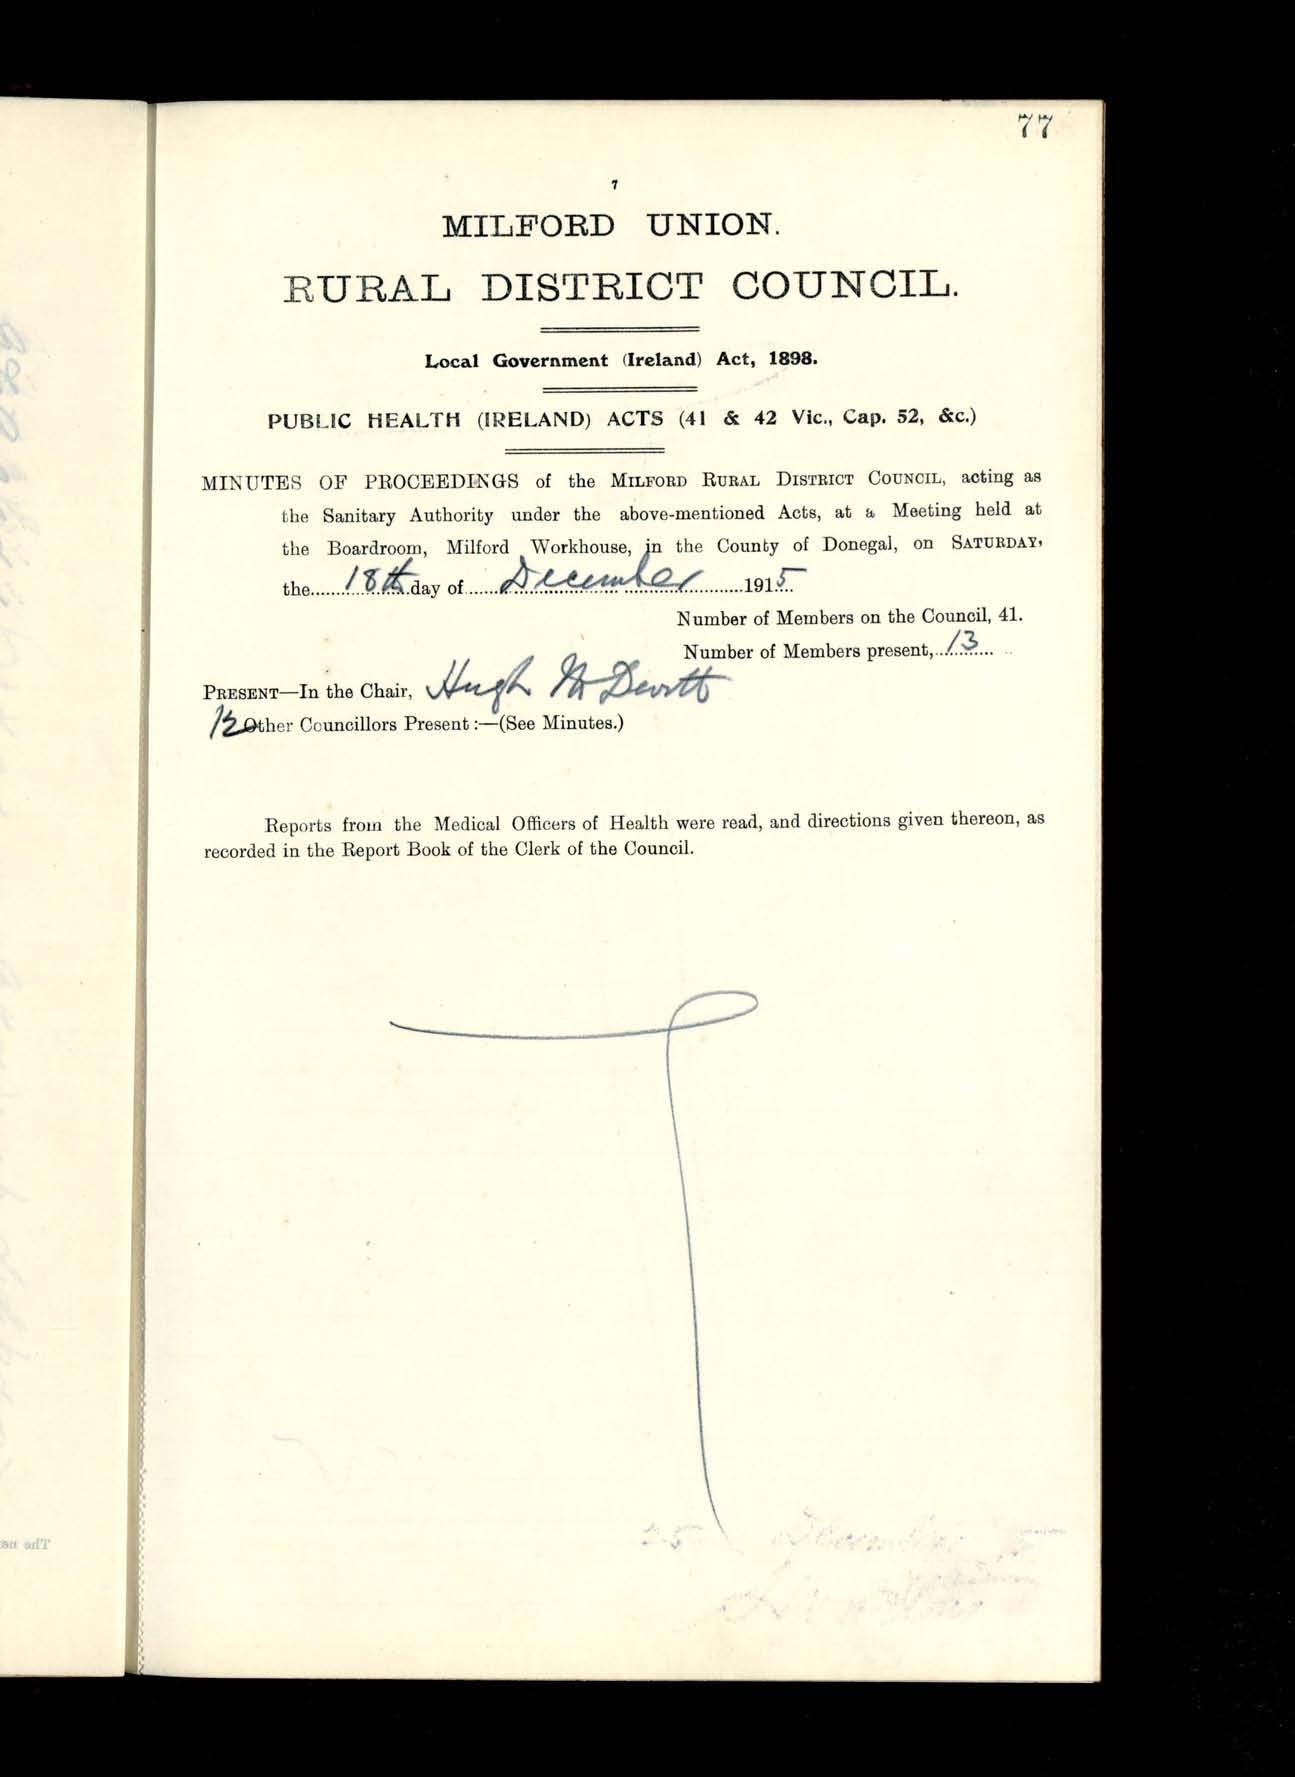 77
7
MILFORD UNION.
RURAL DISTRICT COUNCIL.
Local Government (Ireland) Act, 1898.
PUBLIC HEALTH (IRELAND) ACTS (41 & 42 Vic., Cap. 52, &c.)
MINUTES OF PROCEEDINGS of the MILFORD RURAL DISTRICT COUNCIL, acting as
the Sanitary Authority under the above-mentioned Acts, at a Meeting held at
the Boardroom, Milford Workhouse, in the County of Donegal, on SATURDAY,
the 18th day of December 1915
Number of Members on the Council, 41.
Number of Members present, 13
PRESENT—In the Chair, Hugh McDevitt
12 Other Councillors Present :—(See Minutes.)
Reports from the Medical Officers of Health were read, and directions given thereon, as
recorded in the Report Book of the Clerk of the Council.